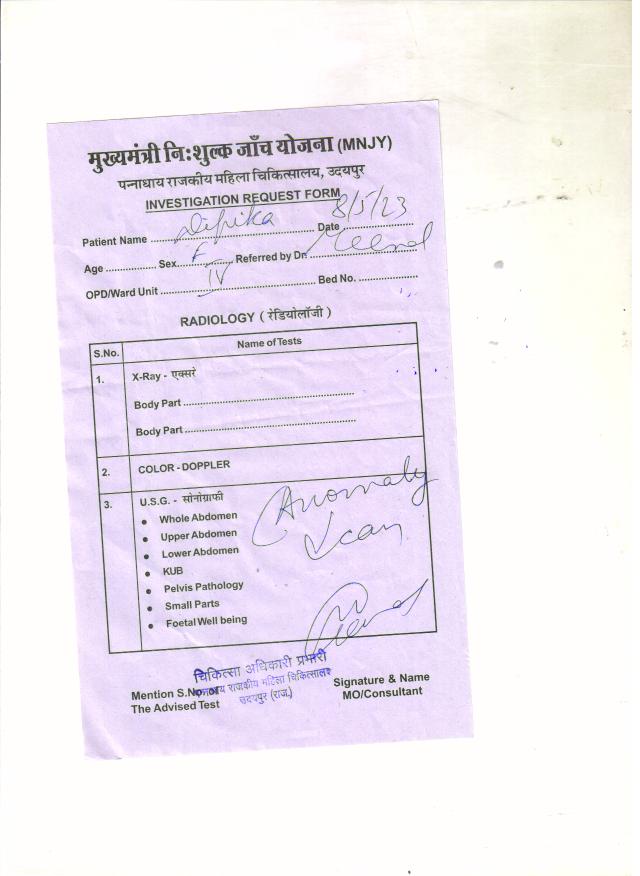 मुख्यमंत्री नि:शुल्क जाँच योजना (MNJY)
पन्नाधाय राजकीय महिला चिकित्सालय, उदयपुर
INVESTIGATION REQUEST FORM
Patient Name ........ Dipika ........ Date 8/5/23
Age ........ Sex F ........ Referred by Dr. ........
OPD/Ward Unit ........ IV ........ Bed No. ........
RADIOLOGY ( रेडियोलॉजी )
S.No. Name of Tests
1. X-Ray - एक्सरे
Body Part ........
Body Part ........
2. COLOR - DOPPLER
3. U.S.G. - सोनोग्राफी
Anomaly
scan
• Whole Abdomen
• Upper Abdomen
• Lower Abdomen
• KUB
• Pelvis Pathology
• Small Parts
• Foetal Well being
चिकित्सा अधिकारी प्रभारी
राजकीय महिला चिकित्सालय
उदयपुर (राज.)
Mention S.No. of
The Advised Test
Signature & Name
MO/Consultant